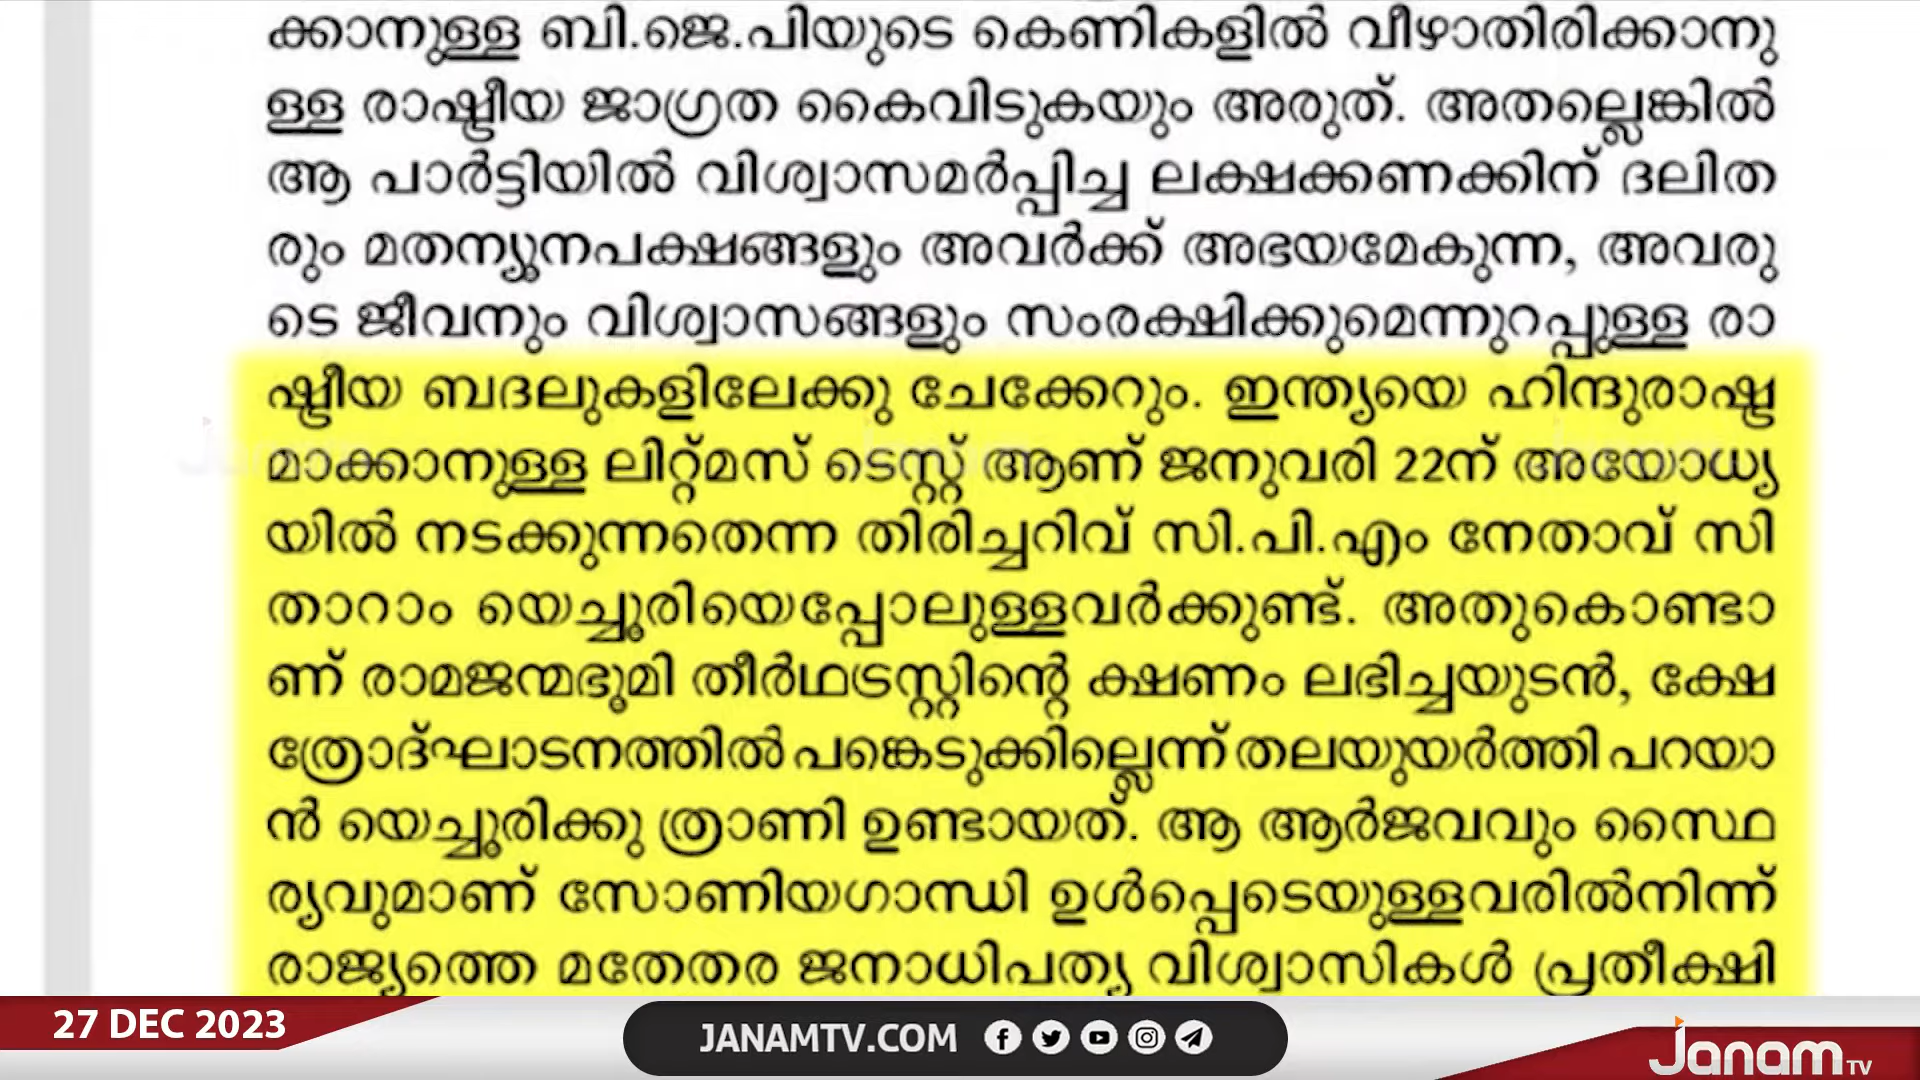 ക്കാനുള്ള ബി.ജെ.പിയുടെ കെണികളിൽ വീഴാതിരിക്കാനു
ള്ള രാഷ്ട്രീയ ജാഗ്രത കൈവിടുകയും അരുത്. അതല്ലെങ്കിൽ
ആ പാർട്ടിയിൽ വിശ്വാസമർപ്പിച്ച ലക്ഷക്കണക്കിന് ദലിത
രും മതന്യൂനപക്ഷങ്ങളും അവർക്ക് അഭയമേകുന്ന, അവരു
ടെ ജീവനും വിശ്വാസങ്ങളും സംരക്ഷിക്കുമെന്നുറപ്പുള്ള രാ
ഷ്ട്രീയ ബദലുകളിലേക്കു ചേക്കേറും. ഇന്ത്യയെ ഹിന്ദുരാഷ്ട്ര
മാക്കാനുള്ള ലിറ്റ്മസ് ടെസ്റ്റ് ആണ് ജനുവരി 22ന് അയോധ്യ
യിൽ നടക്കുന്നതെന്ന തിരിച്ചറിവ് സി.പി.എം നേതാവ് സി
താറാം യെച്ചൂരിയെപ്പോലുള്ളവർക്കുണ്ട്. അതുകൊണ്ടാ
ണ് രാമജന്മഭൂമി തീർഥട്രസ്റ്റിന്റെ ക്ഷണം ലഭിച്ചയുടൻ, ക്ഷേ
ത്രോദ്ഘാടനത്തിൽ പങ്കെടുക്കില്ലെന്ന് തലയുയർത്തി പറയാ
ൻ യെച്ചൂരിക്കു ത്രാണി ഉണ്ടായത്. ആ ആർജവവും സ്ഥൈ
ര്യവുമാണ് സോണിയഗാന്ധി ഉൾപ്പെടെയുള്ളവരിൽനിന്ന്
രാജ്യത്തെ മതേതര ജനാധിപത്യ വിശ്വാസികൾ പ്രതീക്ഷി
27 DEC 2023
JANAMTV.COM
Janam TV